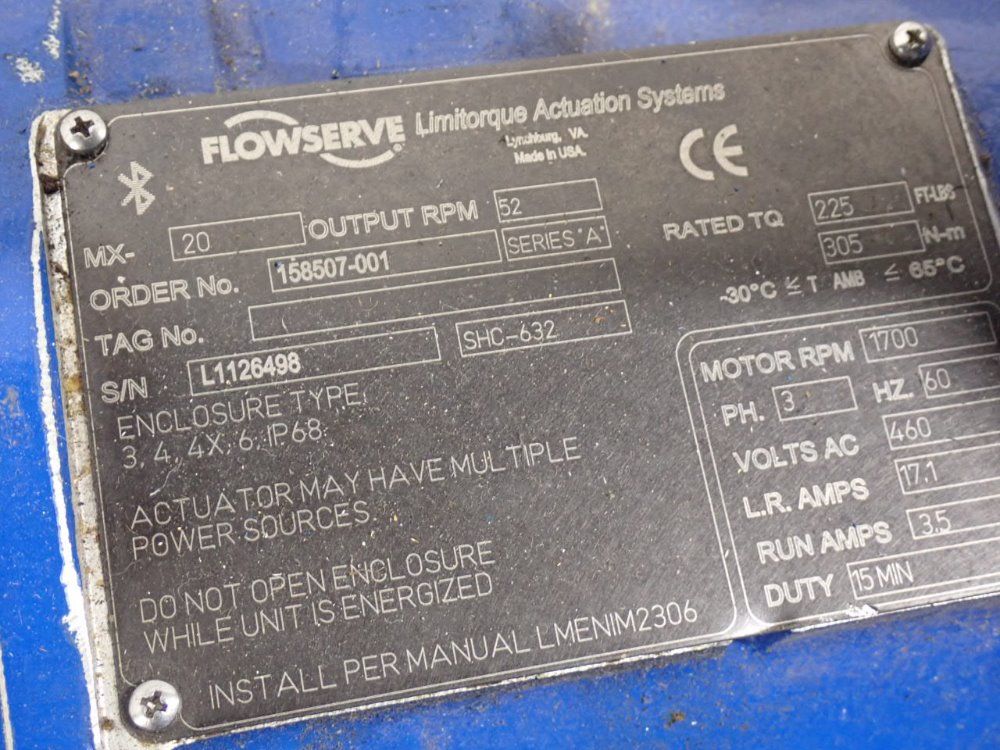 FLOWSERVE® Limitorque Actuation Systems
Lynchburg, VA.
Made in USA.
CE
MX- 20 OUTPUT RPM 52
RATED TQ 225 FT-LBS
305 N-m
ORDER No. 158507-001 SERIES "A"
-30°C ≤ T AMB ≤ 65°C
TAG No.
S/N L1126498 SHC-632
ENCLOSURE TYPE:
3, 4, 4X, 6, IP68
ACTUATOR MAY HAVE MULTIPLE
POWER SOURCES.
DO NOT OPEN ENCLOSURE
WHILE UNIT IS ENERGIZED
INSTALL PER MANUAL LMENIM2306
MOTOR RPM 1700
PH. 3 HZ. 60
VOLTS AC 460
L.R. AMPS 17.1
RUN AMPS 3.5
DUTY 15 MIN